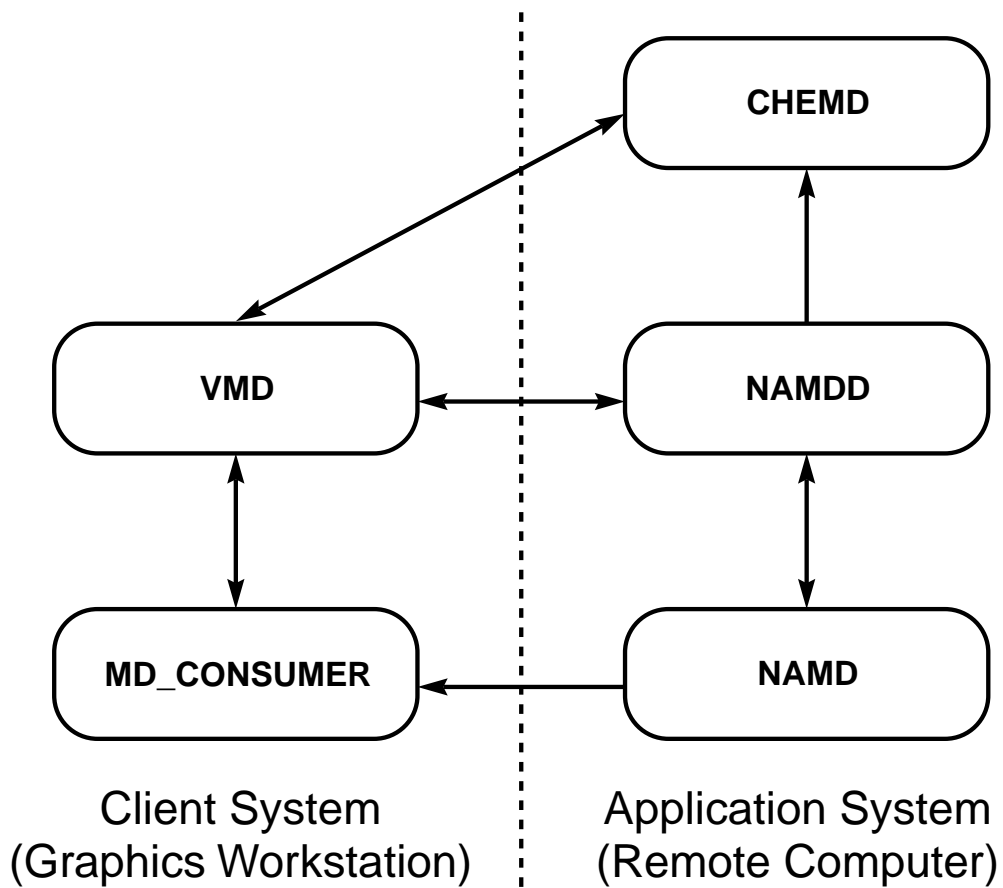 CHEMD
VMD
NAMDD
MD_CONSUMER
NAMD
Client System
(Graphics Workstation)
Application System
(Remote Computer)